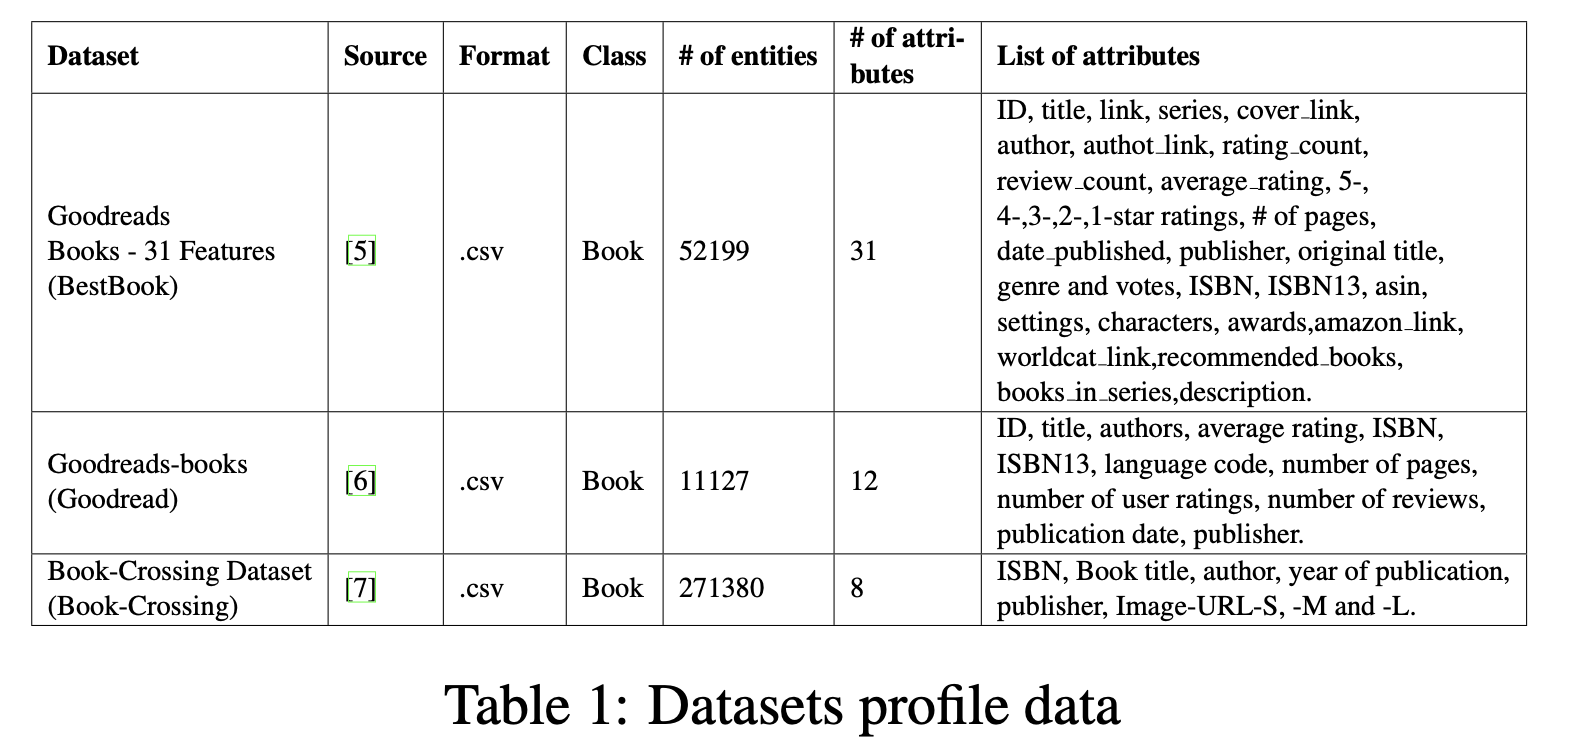 Dataset
Source
Format
Class
# of entities
# of attri-
butes
List of attributes
Goodreads
Books - 31 Features
(BestBook)
[5]
.csv
Book
52199
31
ID, title, link, series, cover_link,
author, authot_link, rating_count,
review_count, average_rating, 5-,
4-,3-,2-,1-star ratings, # of pages,
date_published, publisher, original title,
genre and votes, ISBN, ISBN13, asin,
settings, characters, awards,amazon_link,
worldcat_link,recommended_books,
books_in_series,description.
Goodreads-books
(Goodread)
[6]
.csv
Book
11127
12
ID, title, authors, average rating, ISBN,
ISBN13, language code, number of pages,
number of user ratings, number of reviews,
publication date, publisher.
Book-Crossing Dataset
(Book-Crossing)
[7]
.csv
Book
271380
8
ISBN, Book title, author, year of publication,
publisher, Image-URL-S, -M and -L.
Table 1: Datasets profile data